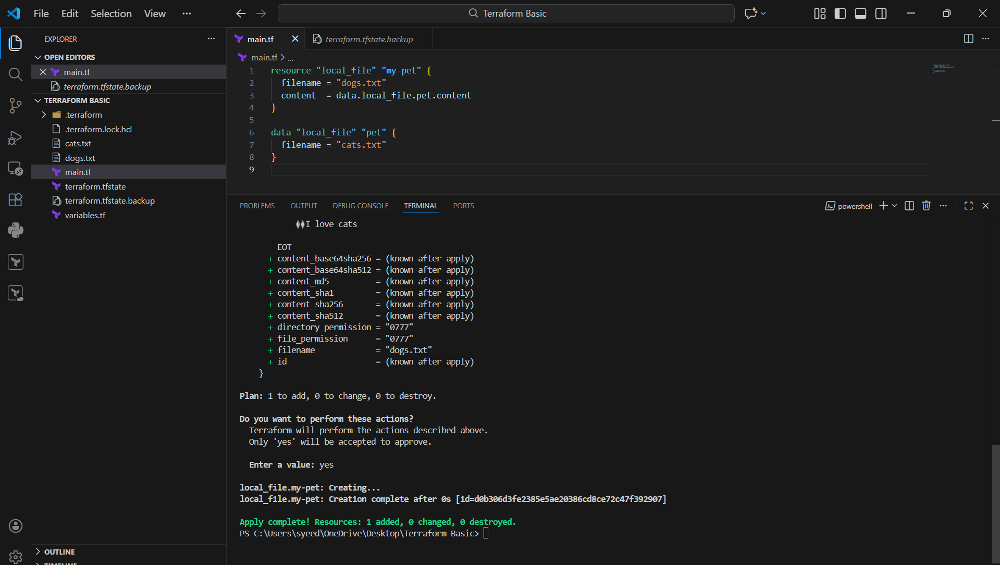 File Edit Selection View ···
Terraform Basic
EXPLORER ···
OPEN EDITORS
main.tf
terraform.tfstate.backup
TERRAFORM BASIC
.terraform
.terraform.lock.hcl
cats.txt
dogs.txt
main.tf
terraform.tfstate
terraform.tfstate.backup
variables.tf
OUTLINE
TIMELINE
main.tf
terraform.tfstate.backup
main.tf > ...
1 resource "local_file" "my-pet" {
2 filename = "dogs.txt"
3 content  = data.local_file.pet.content
4 }
5
6 data "local_file" "pet" {
7 filename = "cats.txt"
8 }
9
PROBLEMS OUTPUT DEBUG CONSOLE TERMINAL PORTS
powershell
��I love cats
EOT
+ content_base64sha256 = (known after apply)
+ content_base64sha512 = (known after apply)
+ content_md5          = (known after apply)
+ content_sha1         = (known after apply)
+ content_sha256       = (known after apply)
+ content_sha512       = (known after apply)
+ directory_permission = "0777"
+ file_permission      = "0777"
+ filename             = "dogs.txt"
+ id                   = (known after apply)
}
Plan: 1 to add, 0 to change, 0 to destroy.
Do you want to perform these actions?
Terraform will perform the actions described above.
Only 'yes' will be accepted to approve.
Enter a value: yes
local_file.my-pet: Creating...
local_file.my-pet: Creation complete after 0s [id=d0b306d3fe2385e5ae20386cd8ce72c47f392907]
Apply complete! Resources: 1 added, 0 changed, 0 destroyed.
PS C:\Users\syeed\OneDrive\Desktop\Terraform Basic>